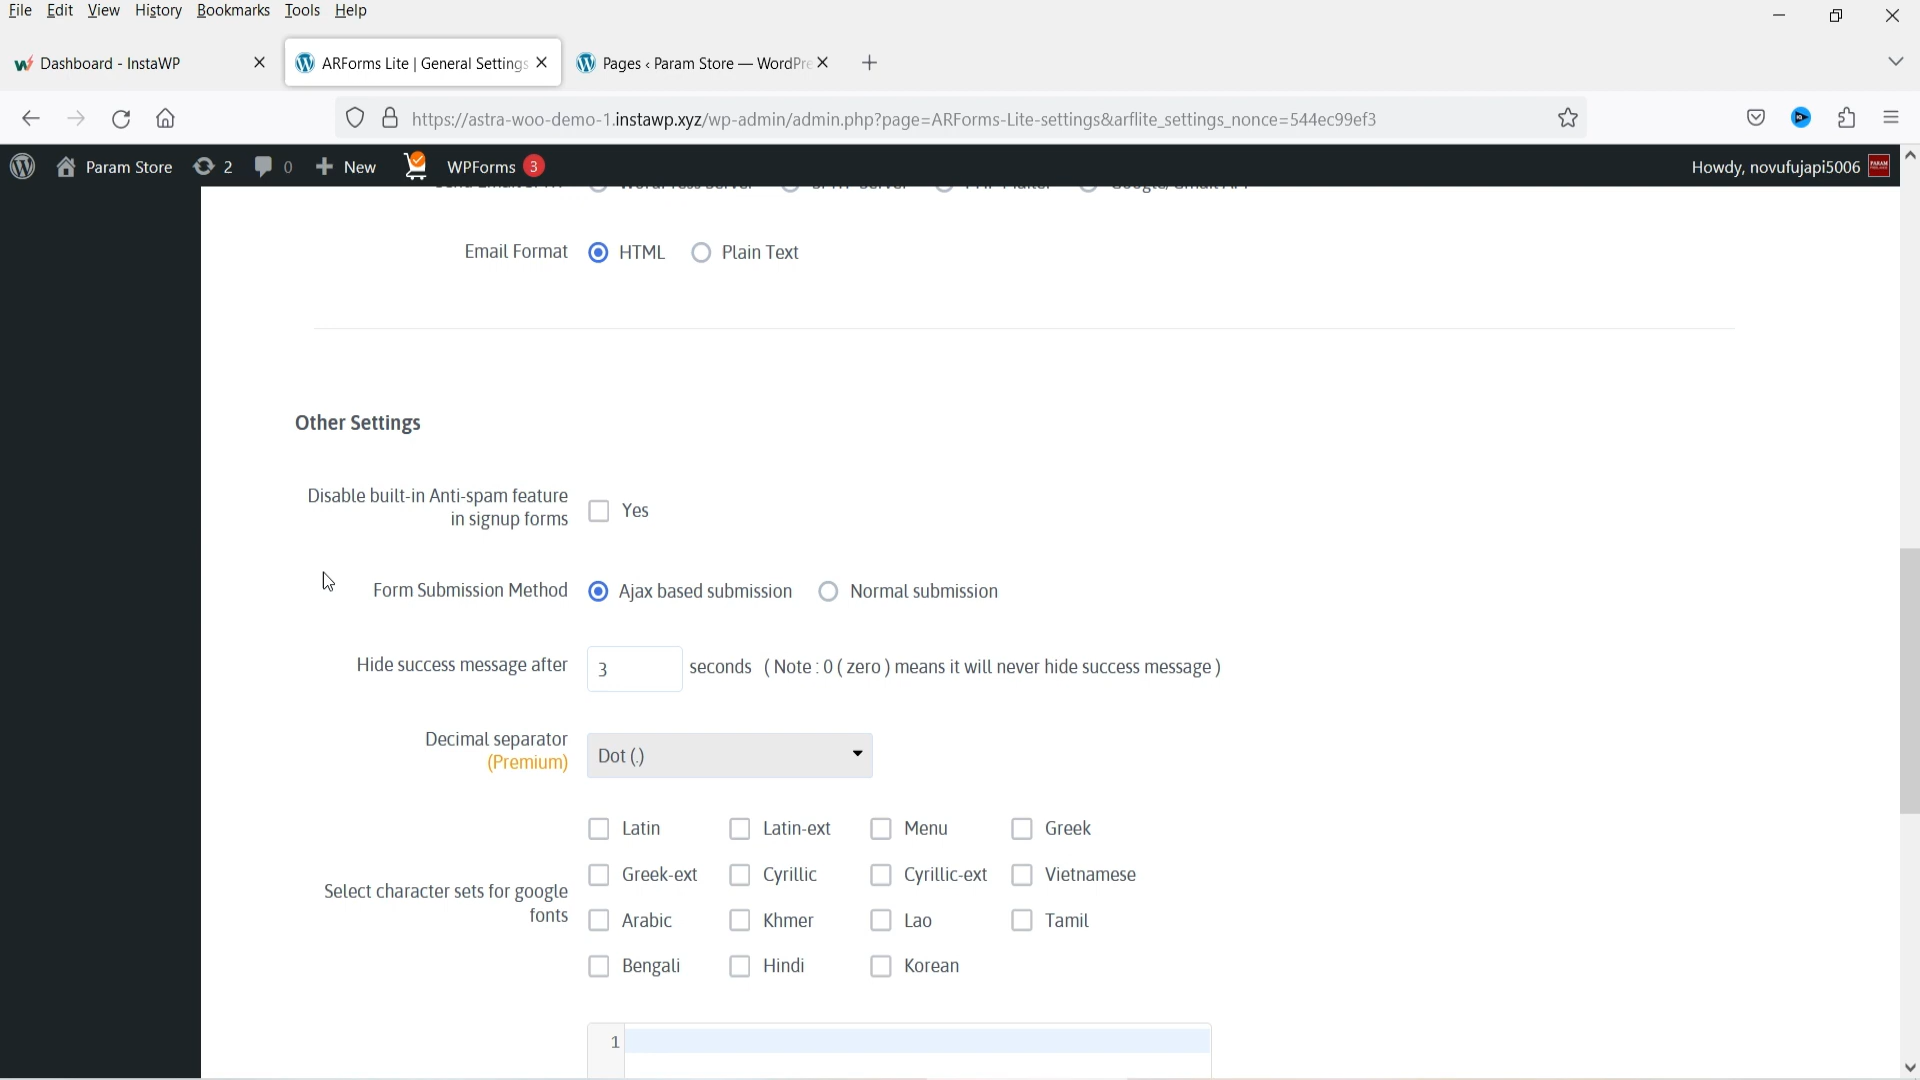 File Edit View History Bookmarks Tools Help
Dashboard - InstaWP ARForms Lite | General Settings Pages ‹ Param Store — WordPre
https://astra-woo-demo-1.instawp.xyz/wp-admin/admin.php?page=ARForms-Lite-settings&arflite_settings_nonce=544ec99ef3
Param Store 2 0 New WPForms 3 Howdy, novufujapi5006
Email Format HTML Plain Text
Other Settings
Disable built-in Anti-spam feature
in signup forms Yes
Form Submission Method Ajax based submission Normal submission
Hide success message after 3 seconds ( Note : 0 ( zero ) means it will never hide success message )
Decimal separator
(Premium) Dot (.)
Latin Latin-ext Menu Greek
Greek-ext Cyrillic Cyrillic-ext Vietnamese
Select character sets for google
fonts
Arabic Khmer Lao Tamil
Bengali Hindi Korean
1